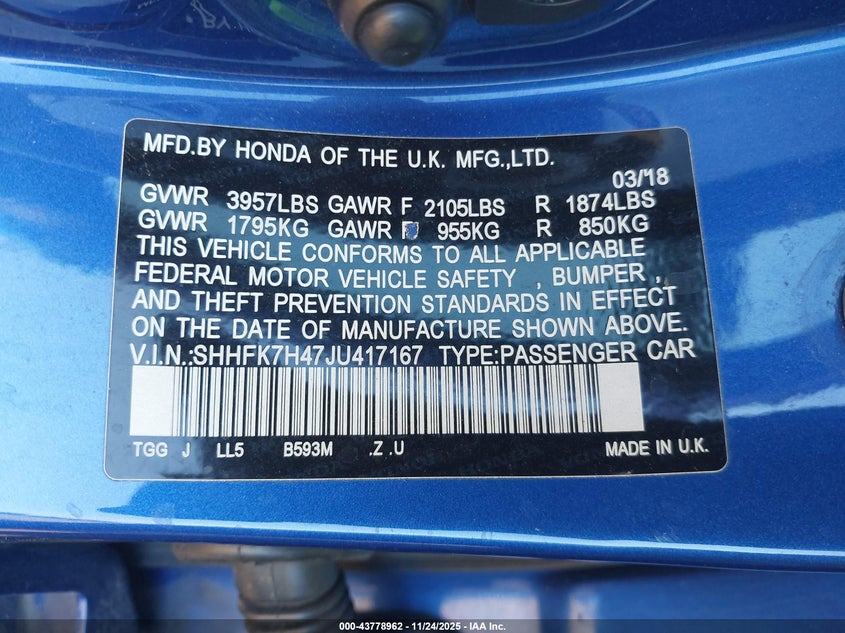 MFD.BY HONDA OF THE U.K. MFG.,LTD.
03/18
GVWR 3957LBS GAWR F 2105LBS R 1874LBS
GVWR 1795KG GAWR F 955KG R 850KG
THIS VEHICLE CONFORMS TO ALL APPLICABLE
FEDERAL MOTOR VEHICLE SAFETY , BUMPER ,
AND THEFT PREVENTION STANDARDS IN EFFECT
ON THE DATE OF MANUFACTURE SHOWN ABOVE.
V.I.N.:SHHFK7H47JU417167 TYPE:PASSENGER CAR
TGG J LL5 B593M .Z .U MADE IN U.K.
000-43778962 - 11/24/2025 - IAA Inc.